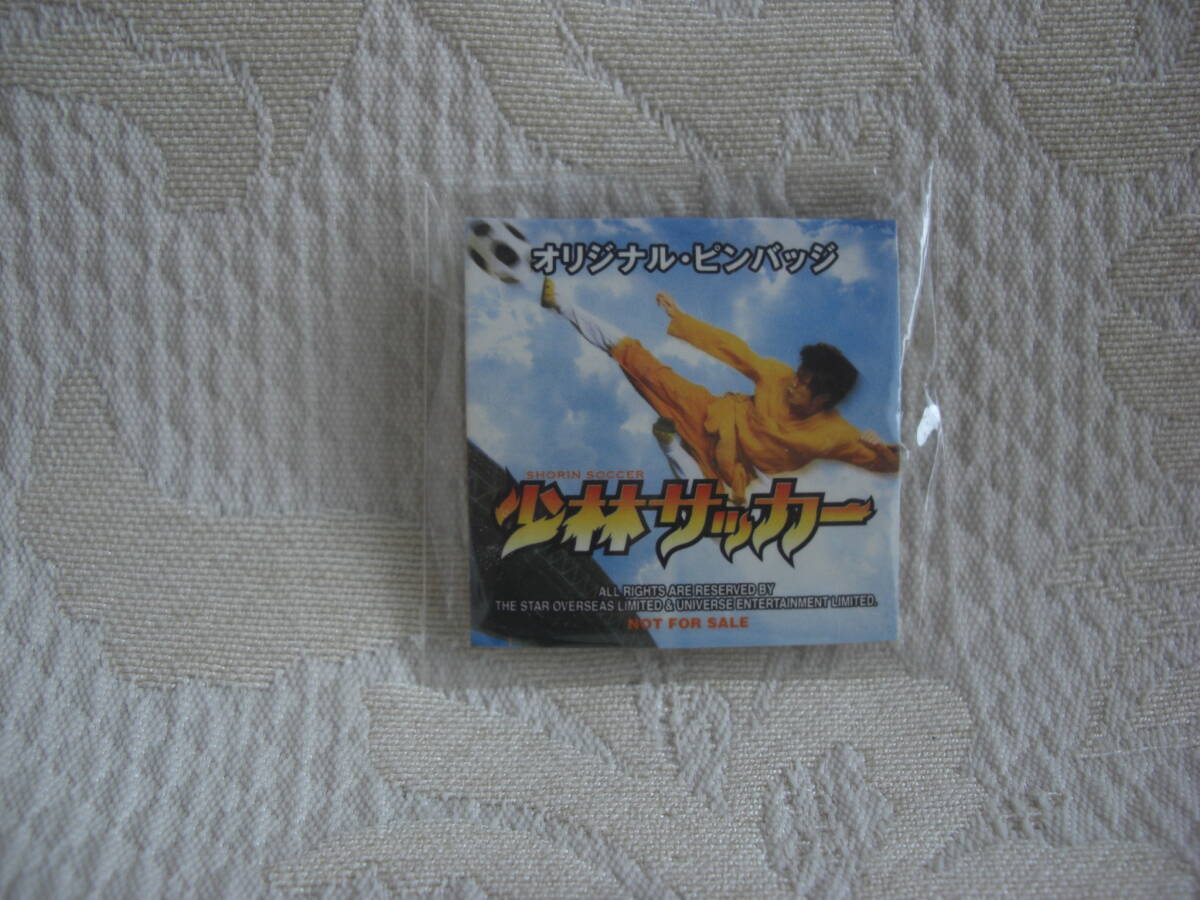 オリジナル・ピンバッジ
SHORIN SOCCER
少林サッカー
ALL RIGHTS ARE RESERVED BY
THE STAR OVERSEAS LIMITED & UNIVERSE ENTERTAINMENT LIMITED.
NOT FOR SALE